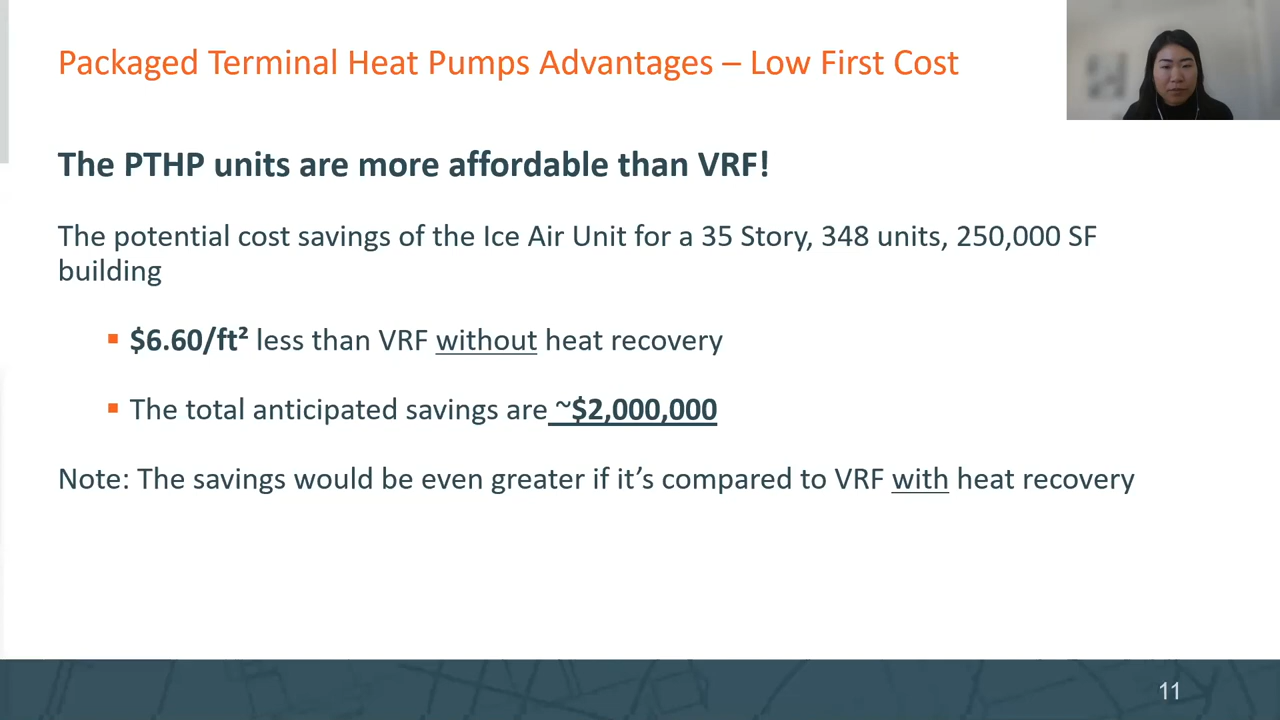 Packaged Terminal Heat Pumps Advantages – Low First Cost
The PTHP units are more affordable than VRF!
The potential cost savings of the Ice Air Unit for a 35 Story, 348 units, 250,000 SF
building
▪ $6.60/ft² less than VRF without heat recovery
▪ The total anticipated savings are ~$2,000,000
Note: The savings would be even greater if it’s compared to VRF with heat recovery
11